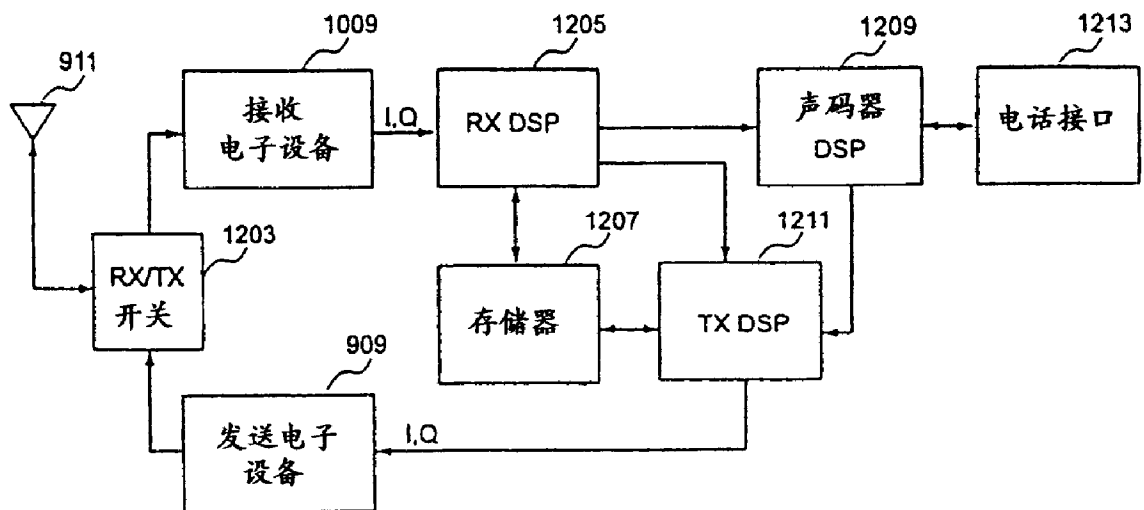 911
1009
1205
1209
1213
接收
电子设备
I,Q
RX DSP
声码器
DSP
电话接口
1203
RX/TX
开关
1207
存储器
1211
TX DSP
909
发送电子
设备
I,Q